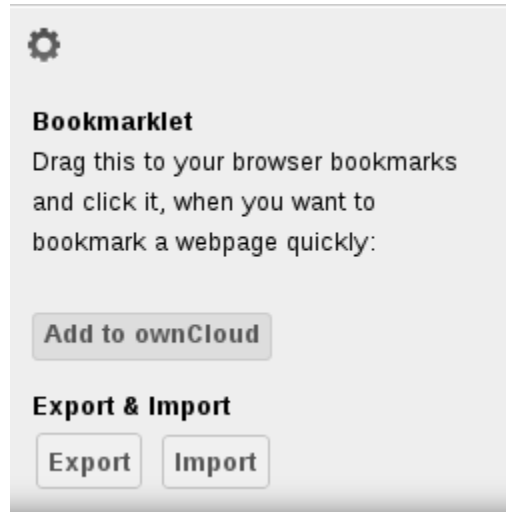 Bookmarklet
Drag this to your browser bookmarks
and click it, when you want to
bookmark a webpage quickly:
Add to ownCloud
Export & Import
Export Import